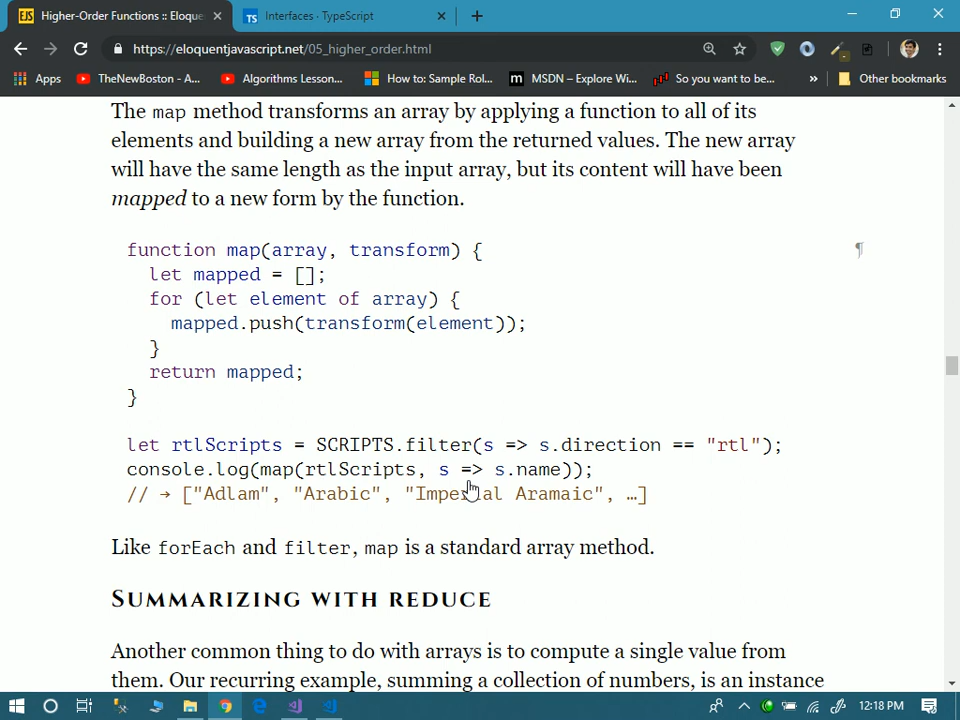 Higher-Order Functions :: Eloque
Interfaces · TypeScript
https://eloquentjavascript.net/05_higher_order.html
Apps
TheNewBoston - A...
Algorithms Lesson...
How to: Sample Rol...
MSDN – Explore Wi...
So you want to be...
»
Other bookmarks
The map method transforms an array by applying a function to all of its
elements and building a new array from the returned values. The new array
will have the same length as the input array, but its content will have been
mapped to a new form by the function.
function map(array, transform) {
let mapped = [];
for (let element of array) {
mapped.push(transform(element));
}
return mapped;
}
¶
let rtlScripts = SCRIPTS.filter(s => s.direction == "rtl");
console.log(map(rtlScripts, s => s.name));
// → ["Adlam", "Arabic", "Imperial Aramaic", …]
Like forEach and filter, map is a standard array method.
SUMMARIZING WITH REDUCE
Another common thing to do with arrays is to compute a single value from
them. Our recurring example, summing a collection of numbers, is an instance
12:18 PM